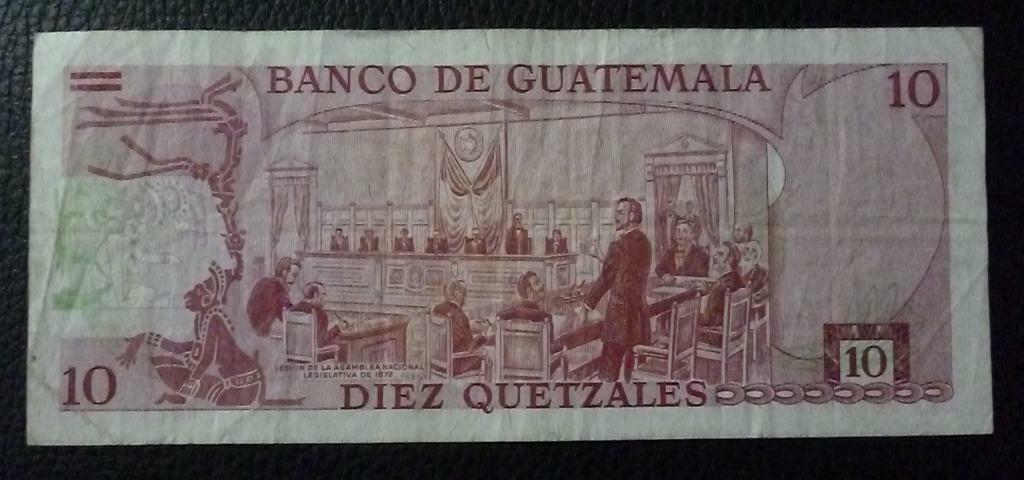 BANCO DE GUATEMALA
10
SESION DE LA ASAMBLEA NACIONAL
LEGISLATIVA DE 1872
10
10
DIEZ QUETZALES